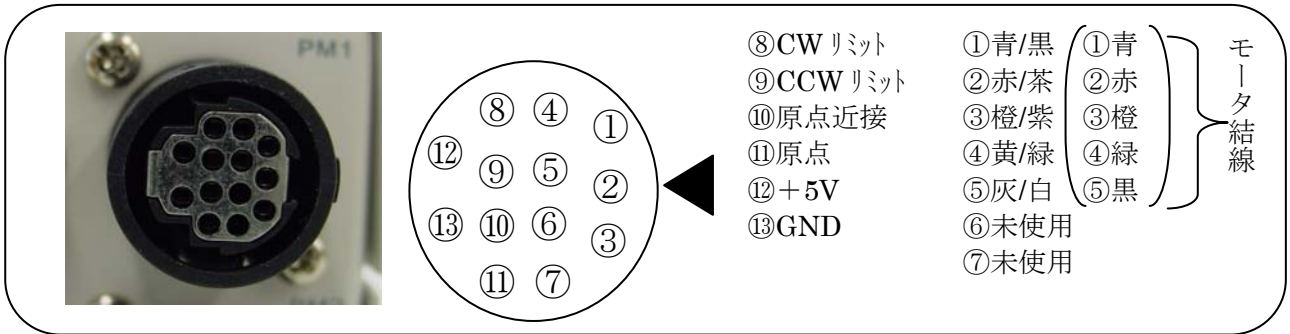 PM1
⑧ ④ ①
⑫ ⑨ ⑤ ②
⑬ ⑩ ⑥ ③
⑪ ⑦
⑧CWリミット ①青/黒 ①青
⑨CCWリミット ②赤/茶 ②赤
⑩原点近接 ③橙/紫 ③橙
⑪原点 ④黄/緑 ④緑
⑫+5V ⑤灰/白 ⑤黒
⑬GND ⑥未使用
⑦未使用
モータ結線